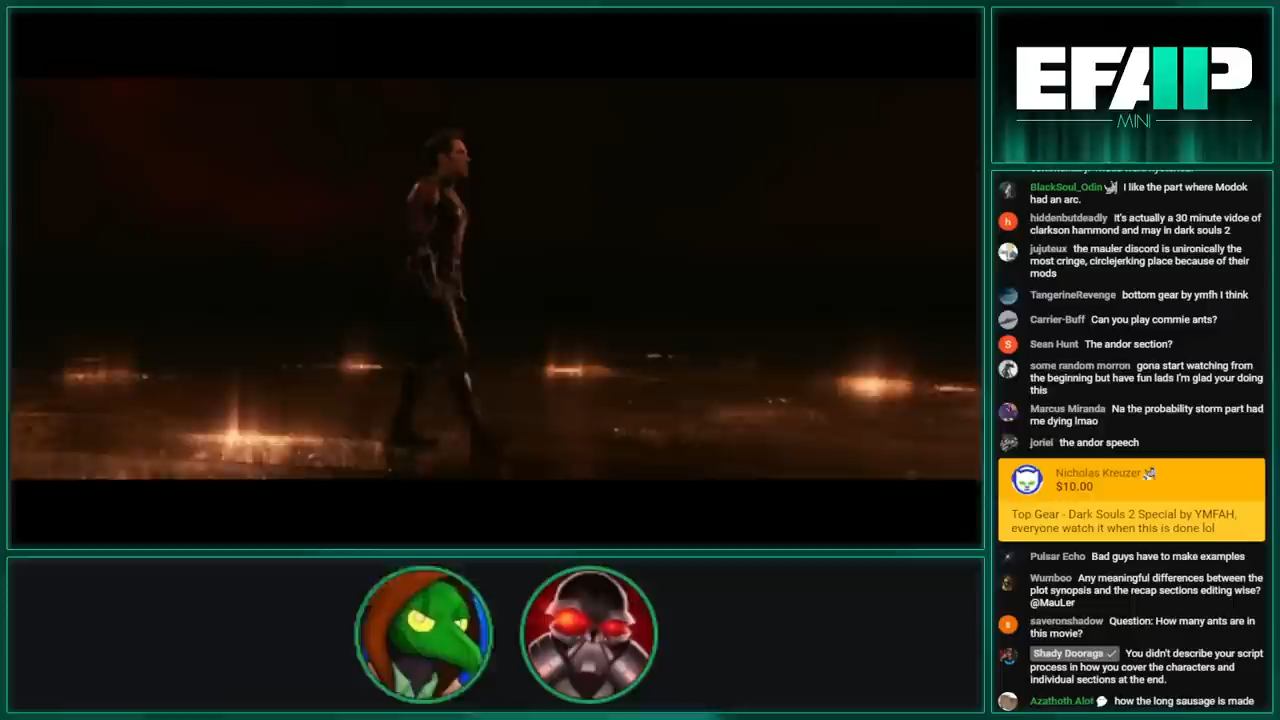 EFAP
MINI
BlackSoul_Odin I like the part where Modok
had an arc.
hiddenbutdeadly It's actually a 30 minute vidoe of
clarkson hammond and may in dark souls 2
jujuteux the mauler discord is unironically the
most cringe, circlejerking place because of their
mods
TangerineRevenge bottom gear by ymfh I think
Carrier-Buff Can you play commie ants?
Sean Hunt The andor section?
some random morron gona start watching from
the beginning but have fun lads I'm glad your doing
this
Marcus Miranda Na the probability storm part had
me dying lmao
joriel the andor speech
Nicholas Kreuzer
$10.00
Top Gear - Dark Souls 2 Special by YMFAH,
everyone watch it when this is done lol
Pulsar Echo Bad guys have to make examples
Wumboo Any meaningful differences between the
plot synopsis and the recap sections editing wise?
@MauLer
saveronshadow Question: How many ants are in
this movie?
Shady Dooraga ✓ You didn't describe your script
process in how you cover the characters and
individual sections at the end.
Azathoth Alot how the long sausage is made